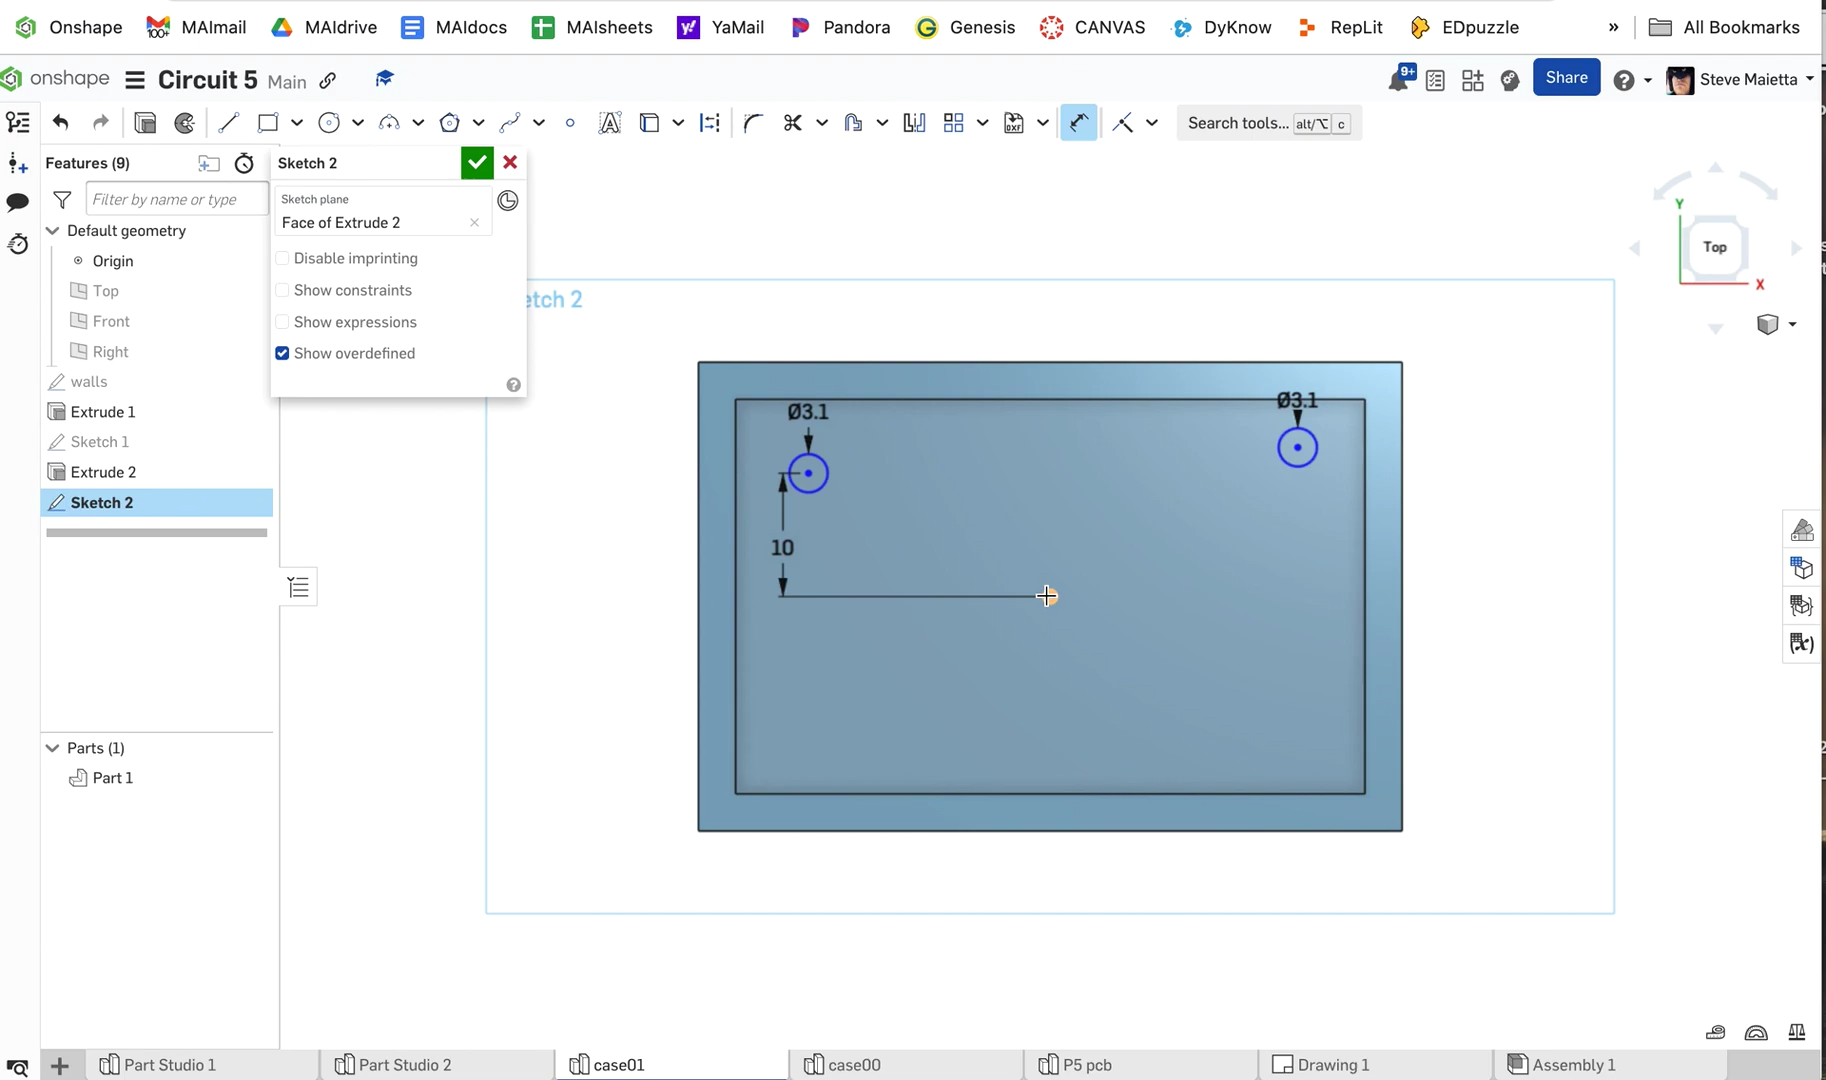 Onshape MAImail MAIdrive MAIdocs MAIsheets YaMail Pandora Genesis CANVAS DyKnow RepLit EDpuzzle » All Bookmarks
onshape Circuit 5 Main 9+ Share Steve Maietta
Search tools... alt/⌥ c
Features (9)
Filter by name or type
Default geometry
Origin
Top
Front
Right
walls
Extrude 1
Sketch 1
Extrude 2
Sketch 2
Parts (1)
Part 1
Sketch 2
Sketch plane
Face of Extrude 2
Disable imprinting
Show constraints
Show expressions
Show overdefined
etch 2
Ø3.1
Ø3.1
10
Y
Top
X
Part Studio 1 Part Studio 2 case01 case00 P5 pcb Drawing 1 Assembly 1